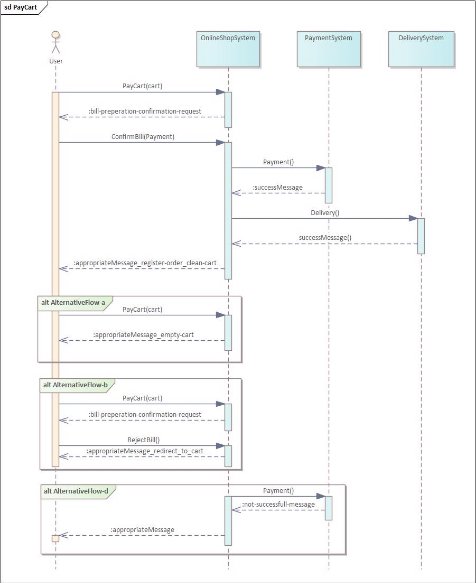 sd PayCart
User
OnlineShopSystem
PaymentSystem
DeliverySystem
PayCart(cart)
:bill-preperation-confirmation-request
ConfirmBill(Payment)
Payment()
:successMessage
Delivery()
successMessage()
:appropriateMessage_register-order_clean-cart
alt AlternativeFlow-a
PayCart(cart)
:appropriateMessage_empty-cart
alt AlternativeFlow-b
PayCart(cart)
:bill-preperation-confirmation-request
RejectBill()
:appropriateMessage_redirect_to_cart
alt AlternativeFlow-d
Payment()
:not-successfull-message
:appropriateMessage